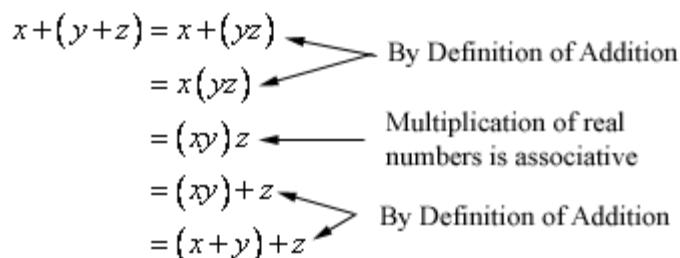 x+(y+z) = x+(yz)
By Definition of Addition
= x(yz)
= (xy)z
Multiplication of real
numbers is associative
= (xy)+z
By Definition of Addition
= (x+y)+z